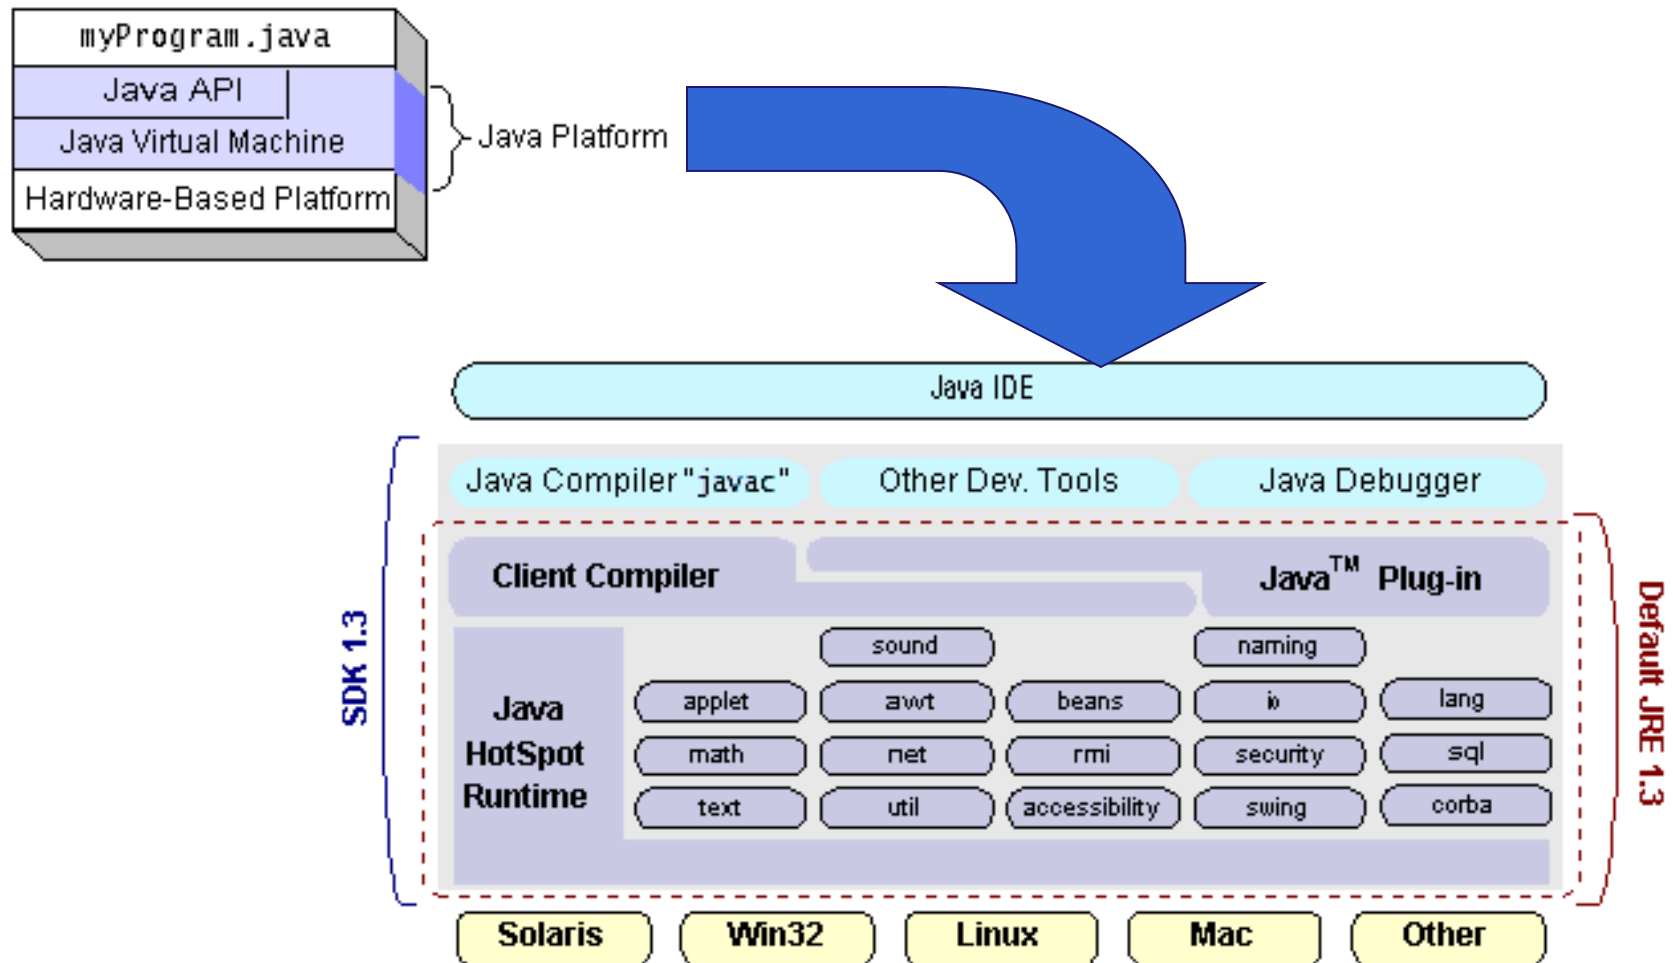 myProgram.java
Java API
Java Virtual Machine
Hardware-Based Platform
Java Platform
Java IDE
Java Compiler "javac"
Other Dev. Tools
Java Debugger
Client Compiler
Java™ Plug-in
SDK 1.3
Default JRE 1.3
Java
HotSpot
Runtime
sound
naming
applet
awt
beans
io
lang
math
net
rmi
security
sql
text
util
accessibility
swing
corba
Solaris
Win32
Linux
Mac
Other